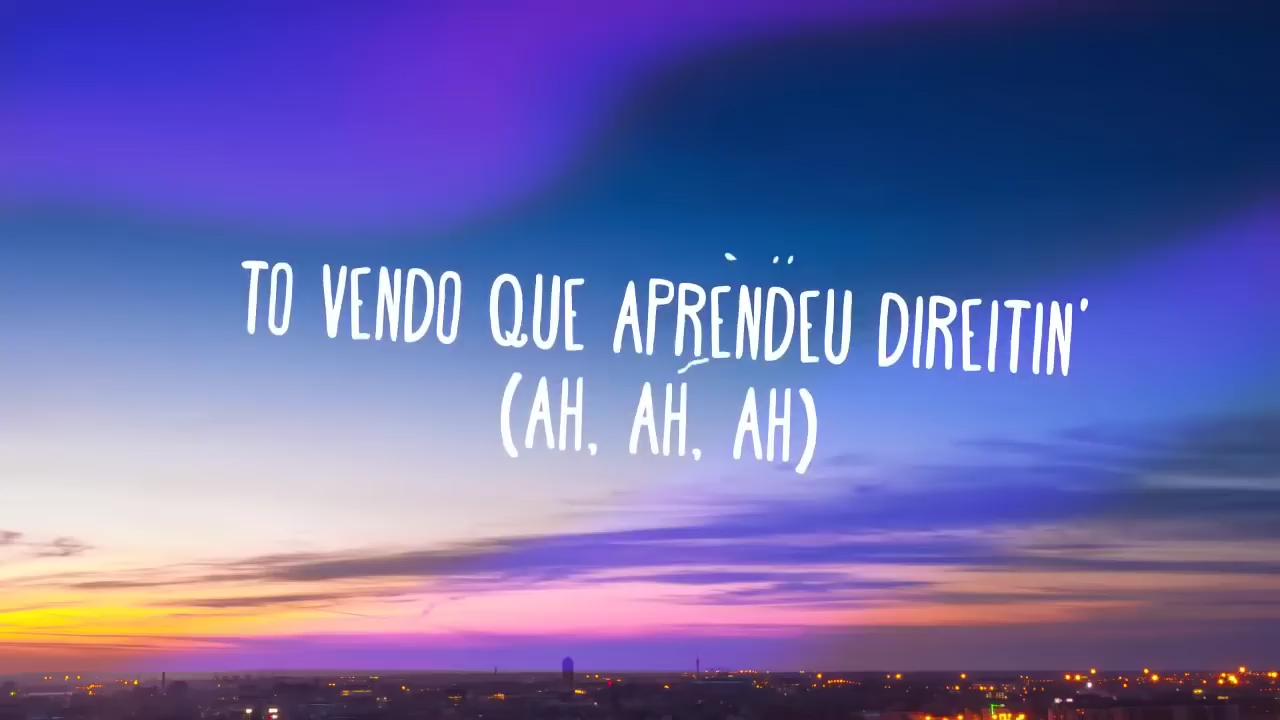 TO VENDO QUE APRENDEU DIREITIN'
(AH, AH, AH)